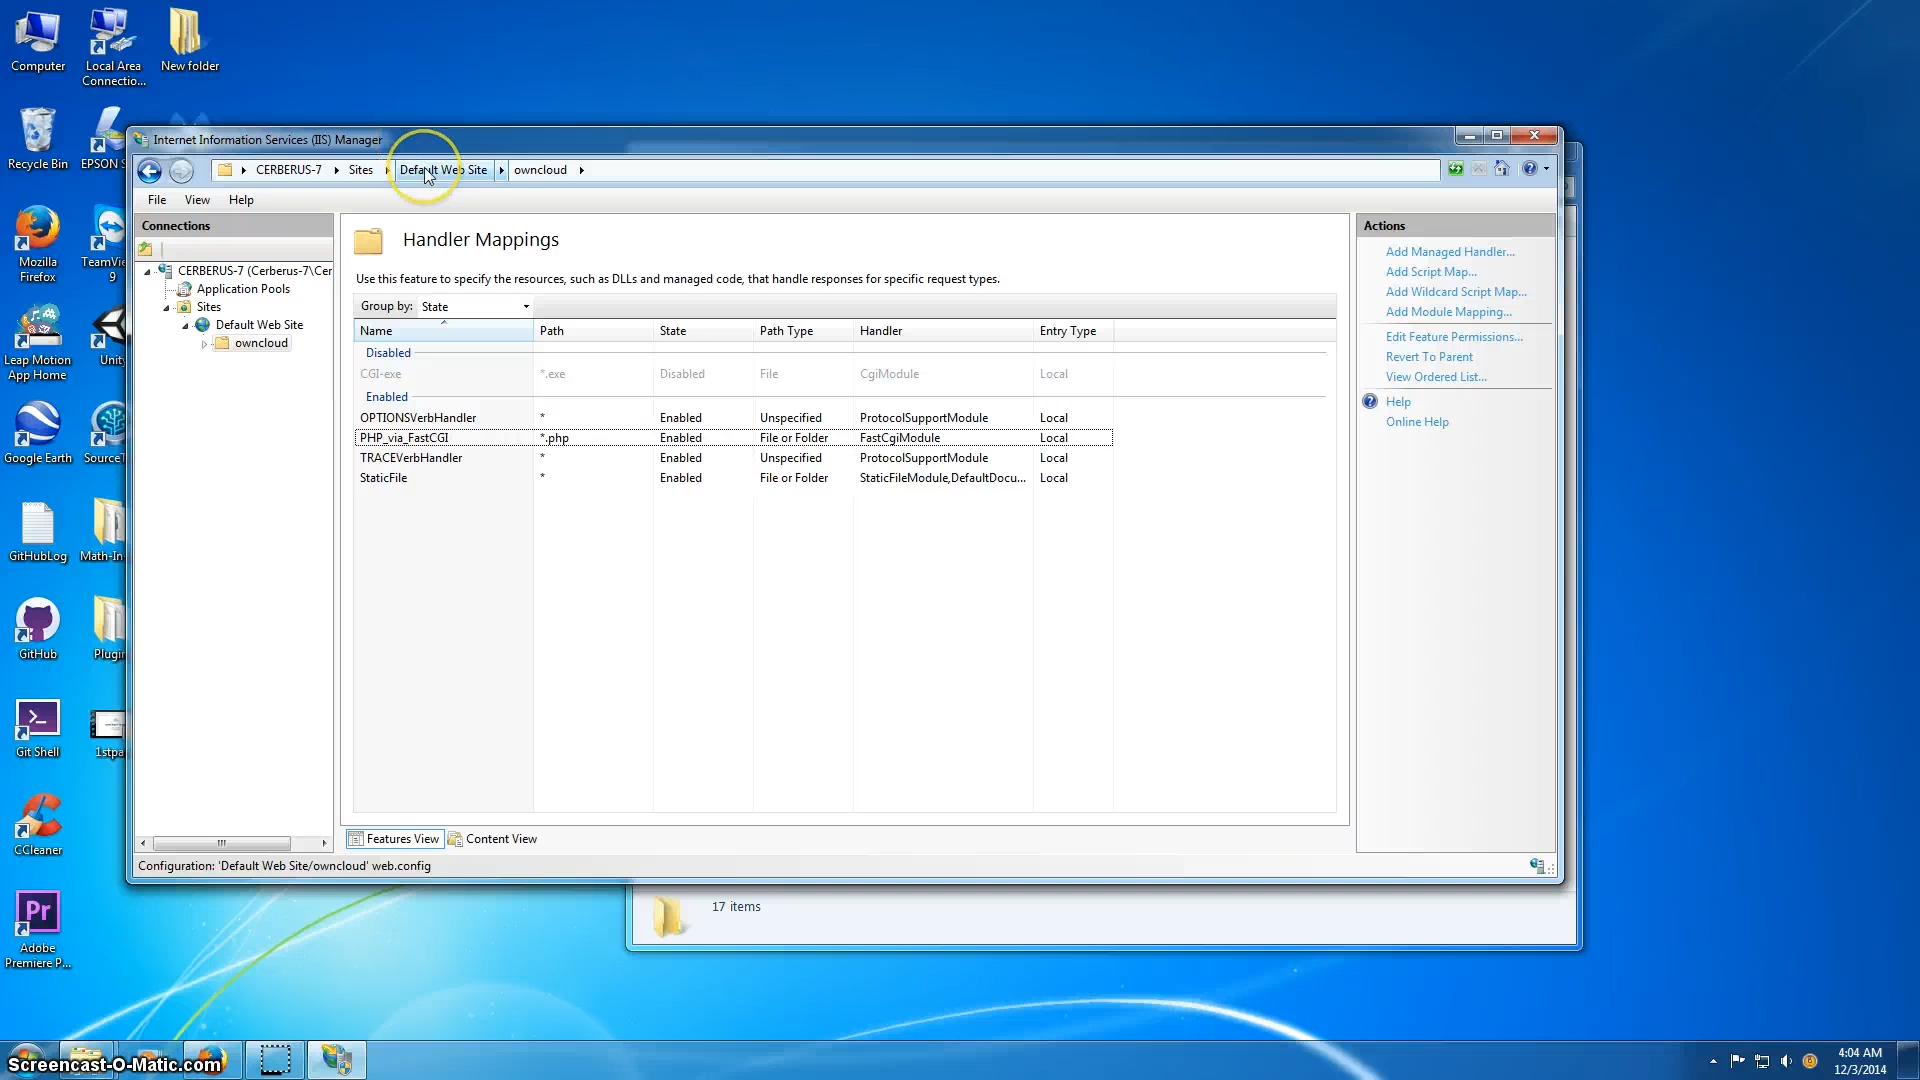 Computer
Local Area
Connectio...
New folder
Recycle Bin
EPSON S
Mozilla
Firefox
TeamVie
9
Leap Motion
App Home
Unity
Google Earth
SourceT
GitHubLog
Math-In
GitHub
Plugin
Git Shell
1stpa
CCleaner
Pr
Adobe
Premiere P...
Internet Information Services (IIS) Manager
CERBERUS-7
Sites
Default Web Site
owncloud
File
View
Help
Connections
CERBERUS-7 (Cerberus-7\Cer
Application Pools
Sites
Default Web Site
owncloud
Handler Mappings
Use this feature to specify the resources, such as DLLs and managed code, that handle responses for specific request types.
Group by: State
Name Path State Path Type Handler Entry Type
Disabled
CGI-exe *.exe Disabled File CgiModule Local
Enabled
OPTIONSVerbHandler * Enabled Unspecified ProtocolSupportModule Local
PHP_via_FastCGI *.php Enabled File or Folder FastCgiModule Local
TRACEVerbHandler * Enabled Unspecified ProtocolSupportModule Local
StaticFile * Enabled File or Folder StaticFileModule,DefaultDocu... Local
Features View
Content View
Configuration: 'Default Web Site/owncloud' web.config
Actions
Add Managed Handler...
Add Script Map...
Add Wildcard Script Map...
Add Module Mapping...
Edit Feature Permissions...
Revert To Parent
View Ordered List...
Help
Online Help
17 items
Screencast-O-Matic.com
4:04 AM
12/3/2014